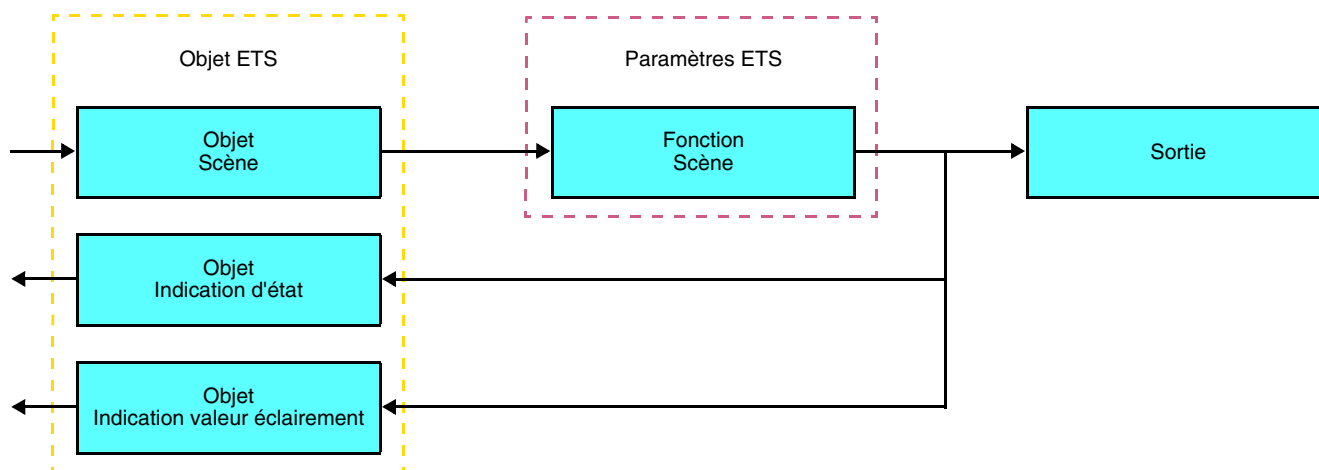 Objet ETS
Paramètres ETS
Objet
Scène
Fonction
Scène
Sortie
Objet
Indication d'état
Objet
Indication valeur éclairement